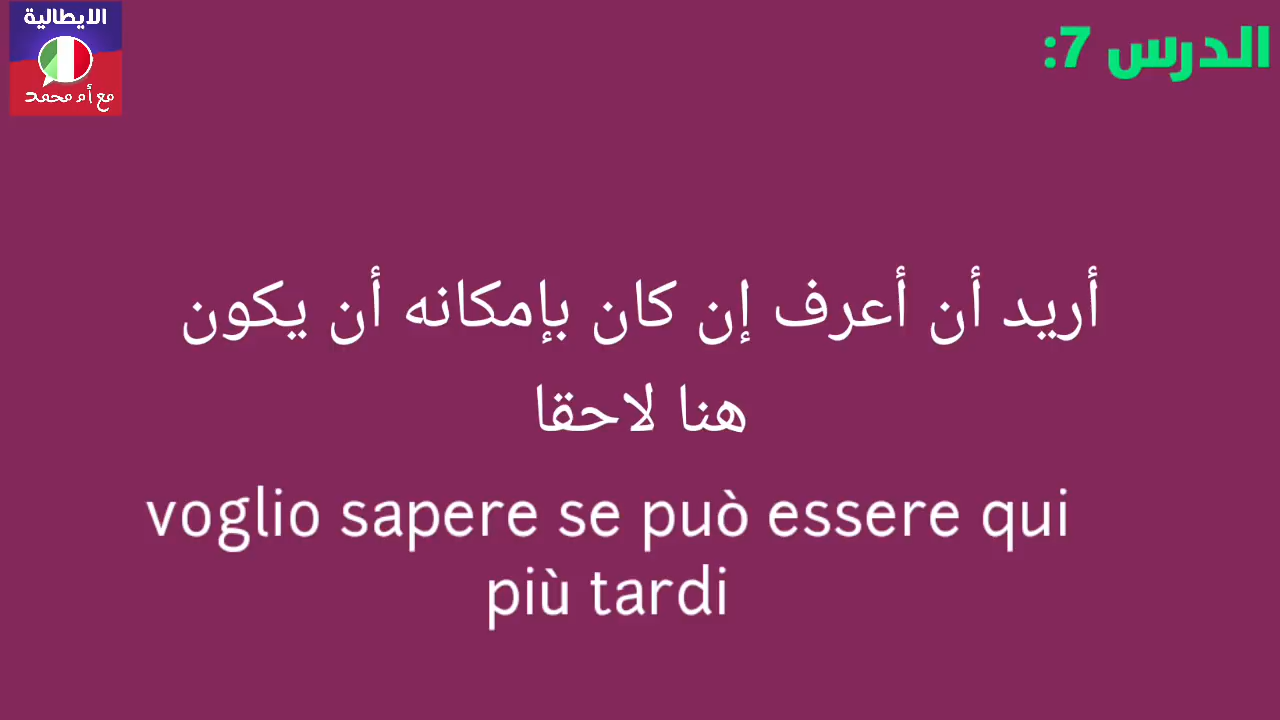 الايطالية
مع أم محمد
الدرس 7:
أريد أن أعرف إن كان بإمكانه أن يكون
هنا لاحقا
voglio sapere se può essere qui
più tardi